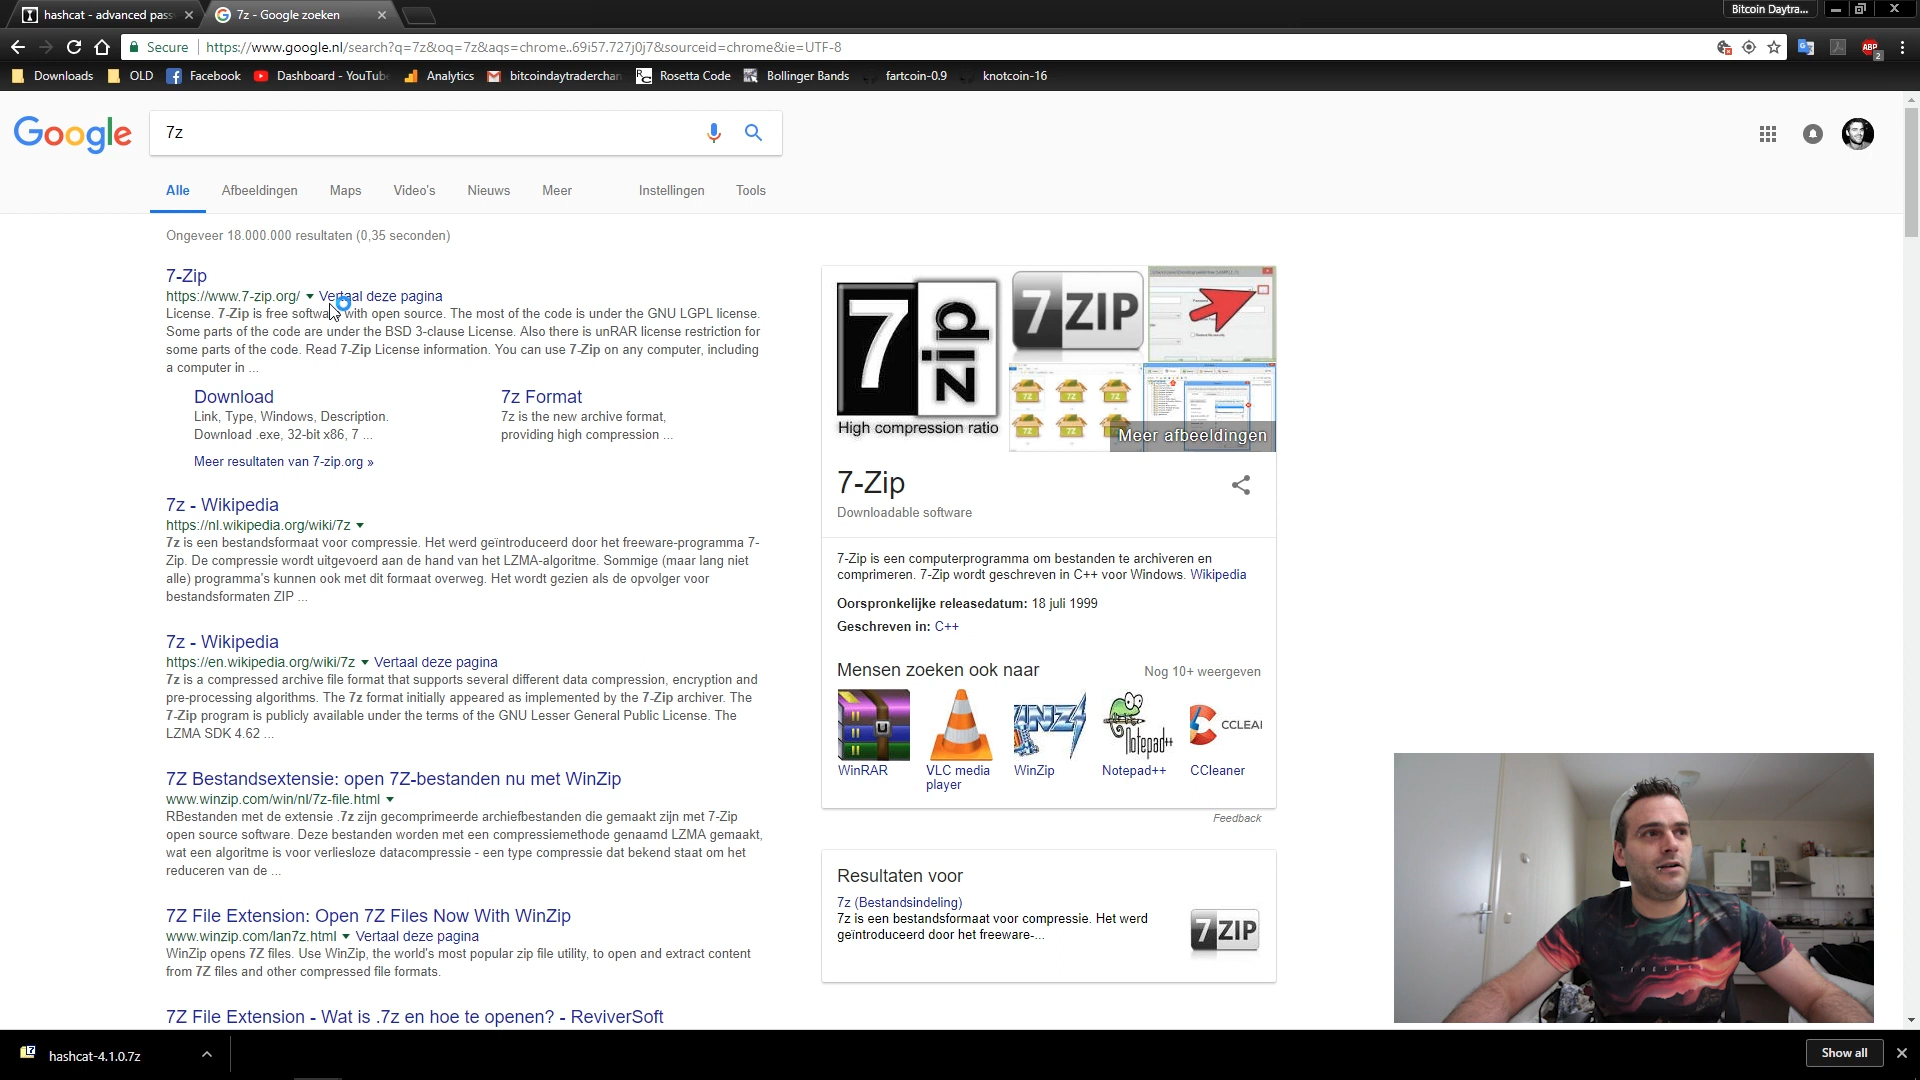 hashcat - advanced pass
7z - Google zoeken
Bitcoin Daytra...
Secure
https://www.google.nl/search?q=7z&oq=7z&aqs=chrome..69i57.727j0j7&sourceid=chrome&ie=UTF-8
ABP
2
Downloads
OLD
Facebook
Dashboard - YouTube
Analytics
bitcoindaytraderchan
Rosetta Code
Bollinger Bands
fartcoin-0.9
knotcoin-16
Google
7z
Alle
Afbeeldingen
Maps
Video's
Nieuws
Meer
Instellingen
Tools
Ongeveer 18.000.000 resultaten (0,35 seconden)
7-Zip
https://www.7-zip.org/ Vertaal deze pagina
License. 7-Zip is free software with open source. The most of the code is under the GNU LGPL license.
Some parts of the code are under the BSD 3-clause License. Also there is unRAR license restriction for
some parts of the code. Read 7-Zip License information. You can use 7-Zip on any computer, including
a computer in ...
Download
Link, Type, Windows, Description.
Download .exe, 32-bit x86, 7 ...
7z Format
7z is the new archive format,
providing high compression ...
Meer resultaten van 7-zip.org »
7z - Wikipedia
https://nl.wikipedia.org/wiki/7z
7z is een bestandsformaat voor compressie. Het werd geïntroduceerd door het freeware-programma 7-
Zip. De compressie wordt uitgevoerd aan de hand van het LZMA-algoritme. Sommige (maar lang niet
alle) programma's kunnen ook met dit formaat overweg. Het wordt gezien als de opvolger voor
bestandsformaten ZIP ...
7z - Wikipedia
https://en.wikipedia.org/wiki/7z Vertaal deze pagina
7z is a compressed archive file format that supports several different data compression, encryption and
pre-processing algorithms. The 7z format initially appeared as implemented by the 7-Zip archiver. The
7-Zip program is publicly available under the terms of the GNU Lesser General Public License. The
LZMA SDK 4.62 ...
7Z Bestandsextensie: open 7Z-bestanden nu met WinZip
www.winzip.com/win/nl/7z-file.html
RBestanden met de extensie .7z zijn gecomprimeerde archiefbestanden die gemaakt zijn met 7-Zip
open source software. Deze bestanden worden met een compressiemethode genaamd LZMA gemaakt,
wat een algoritme is voor verliesloze datacompressie - een type compressie dat bekend staat om het
reduceren van de ...
7Z File Extension: Open 7Z Files Now With WinZip
www.winzip.com/lan7z.html Vertaal deze pagina
WinZip opens 7Z files. Use WinZip, the world's most popular zip file utility, to open and extract content
from 7Z files and other compressed file formats.
7Z File Extension - Wat is .7z en hoe te openen? - ReviverSoft
7 zip
High compression ratio
7 ZIP
Meer afbeeldingen
7-Zip
Downloadable software
7-Zip is een computerprogramma om bestanden te archiveren en
comprimeren. 7-Zip wordt geschreven in C++ voor Windows. Wikipedia
Oorspronkelijke releasedatum: 18 juli 1999
Geschreven in: C++
Mensen zoeken ook naar
Nog 10+ weergeven
WinRAR
VLC media
player
WinZip
Notepad++
Notepad++
CCLEA
CCleaner
Feedback
Resultaten voor
7z (Bestandsindeling)
7z is een bestandsformaat voor compressie. Het werd
geïntroduceerd door het freeware-...
7 ZIP
hashcat-4.1.0.7z
Show all